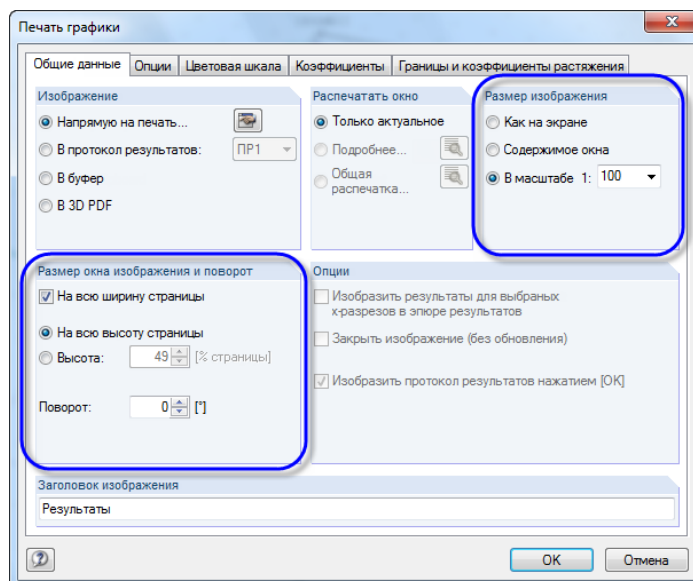 Печать графики
Общие данные
Опции
Цветовая шкала
Коэффициенты
Границы и коэффициенты растяжения
Изображение
Напрямую на печать...
В протокол результатов:
ПР1
В буфер
В 3D PDF
Распечатать окно
Только актуальное
Подробнее...
Общая
распечатка...
Размер изображения
Как на экране
Содержимое окна
В масштабе 1: 100
Размер окна изображения и поворот
На всю ширину страницы
На всю высоту страницы
Высота: 49 [% страницы]
Поворот: 0 [°]
Опции
Изобразить результаты для выбраных
x-разрезов в эпюре результатов
Закрыть изображение (без обновления)
Изобразить протокол результатов нажатием [OK]
Заголовок изображения
Результаты
OK
Отмена